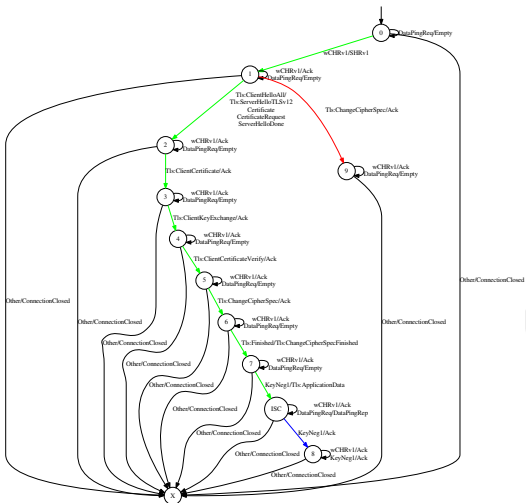 0
DataPingReq/Empty
wCHRv1/SHRv1
1
wCHRv1/Ack
DataPingReq/Empty
Tls:ClientHelloAll/
Tls:ServerHelloTLSv12
Certificate
CertificateRequest
ServerHelloDone
Tls:ChangeCipherSpec/Ack
2
wCHRv1/Ack
DataPingReq/Empty
9
wCHRv1/Ack
DataPingReq/Empty
Tls:ClientCertificate/Ack
3
wCHRv1/Ack
DataPingReq/Empty
Tls:ClientKeyExchange/Ack
4
wCHRv1/Ack
DataPingReq/Empty
Tls:ClientCertificateVerify/Ack
Other/ConnectionClosed
5
wCHRv1/Ack
DataPingReq/Empty
Other/ConnectionClosed
Other/ConnectionClosed
Tls:ChangeCipherSpec/Ack
6
wCHRv1/Ack
DataPingReq/Empty
Other/ConnectionClosed
Tls:Finished/Tls:ChangeCipherSpecFinished
Other/ConnectionClosed
7
wCHRv1/Ack
DataPingReq/Empty
Other/ConnectionClosed
KeyNeg1/Tls:ApplicationData
Other/ConnectionClosed
ISC
wCHRv1/Ack
DataPingReq/DataPingRep
Other/ConnectionClosed
KeyNeg1/Ack
Other/ConnectionClosed
8
wCHRv1/Ack
KeyNeg1/Ack
Other/ConnectionClosed
Other/ConnectionClosed
X